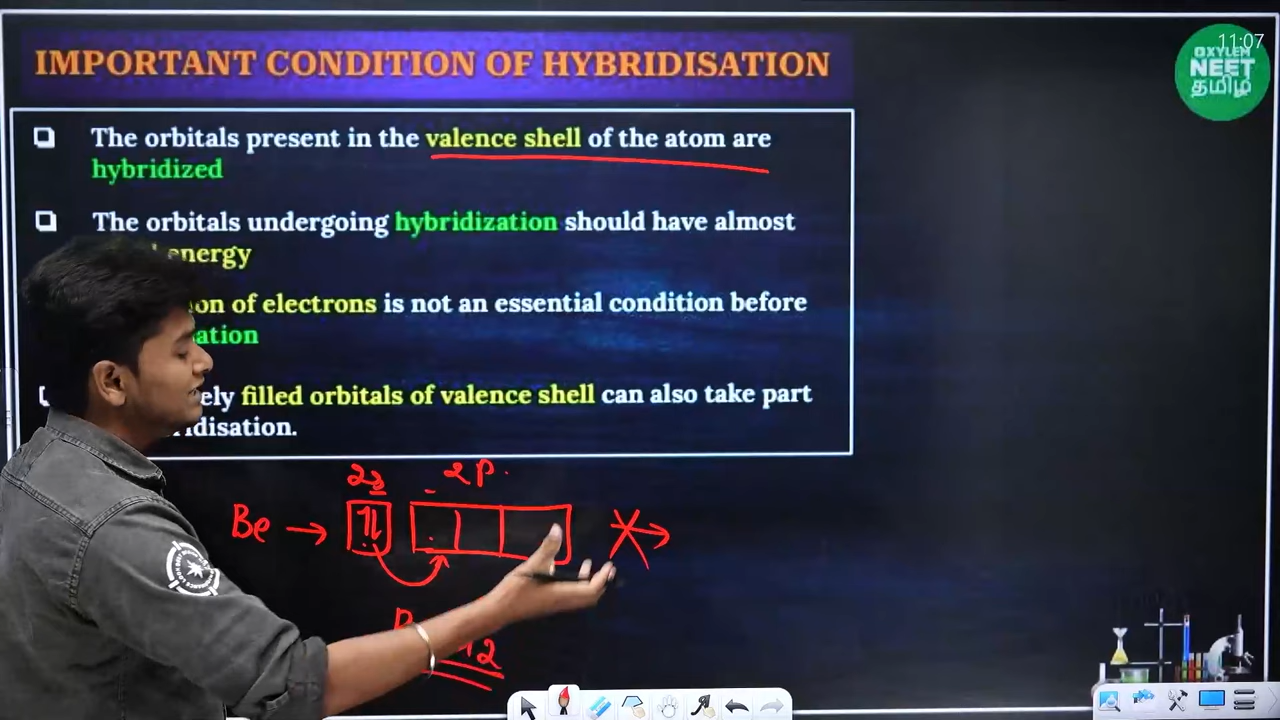 IMPORTANT CONDITION OF HYBRIDISATION
11:07
OXYLEN
NEET
தமிழ்
The orbitals present in the valence shell of the atom are
hybridized
The orbitals undergoing hybridization should have almost
energy
of electrons is not an essential condition before
filled orbitals of valence shell can also take part
2s 2p
Be →